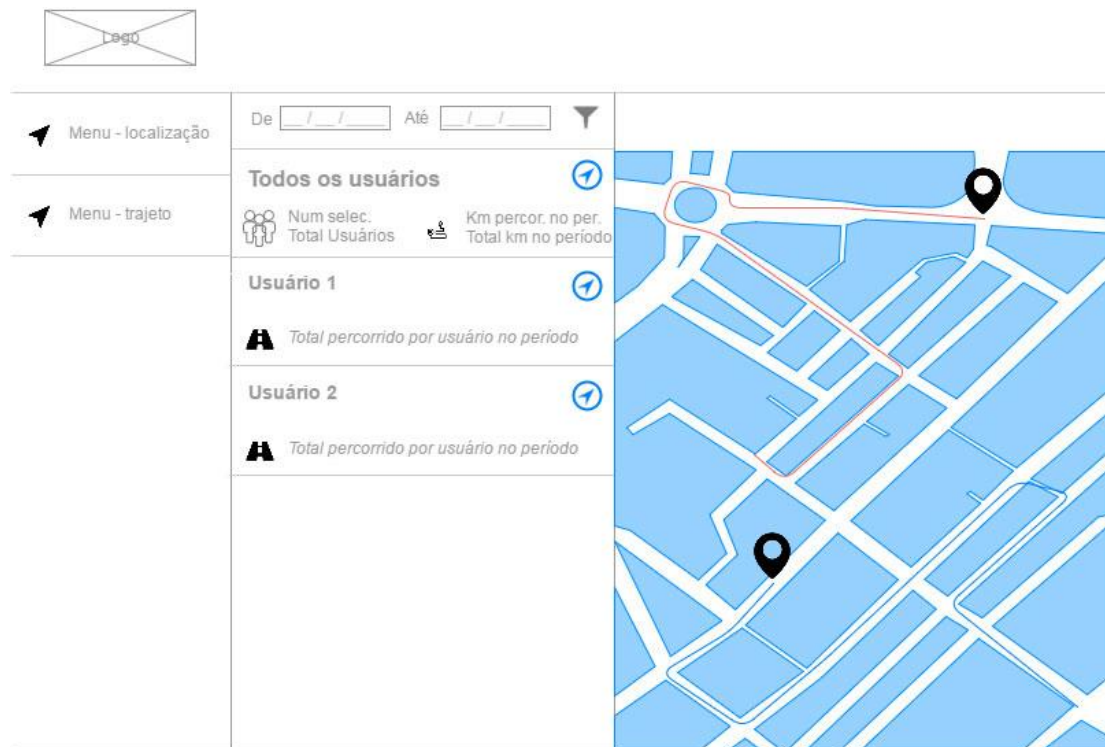 Logo
Menu - localização
Menu - trajeto
De __/__/____ Até __/__/____
Todos os usuários
Num selec.
Total Usuários
Km percor. no per.
Total km no período
Usuário 1
Total percorrido por usuário no período
Usuário 2
Total percorrido por usuário no período